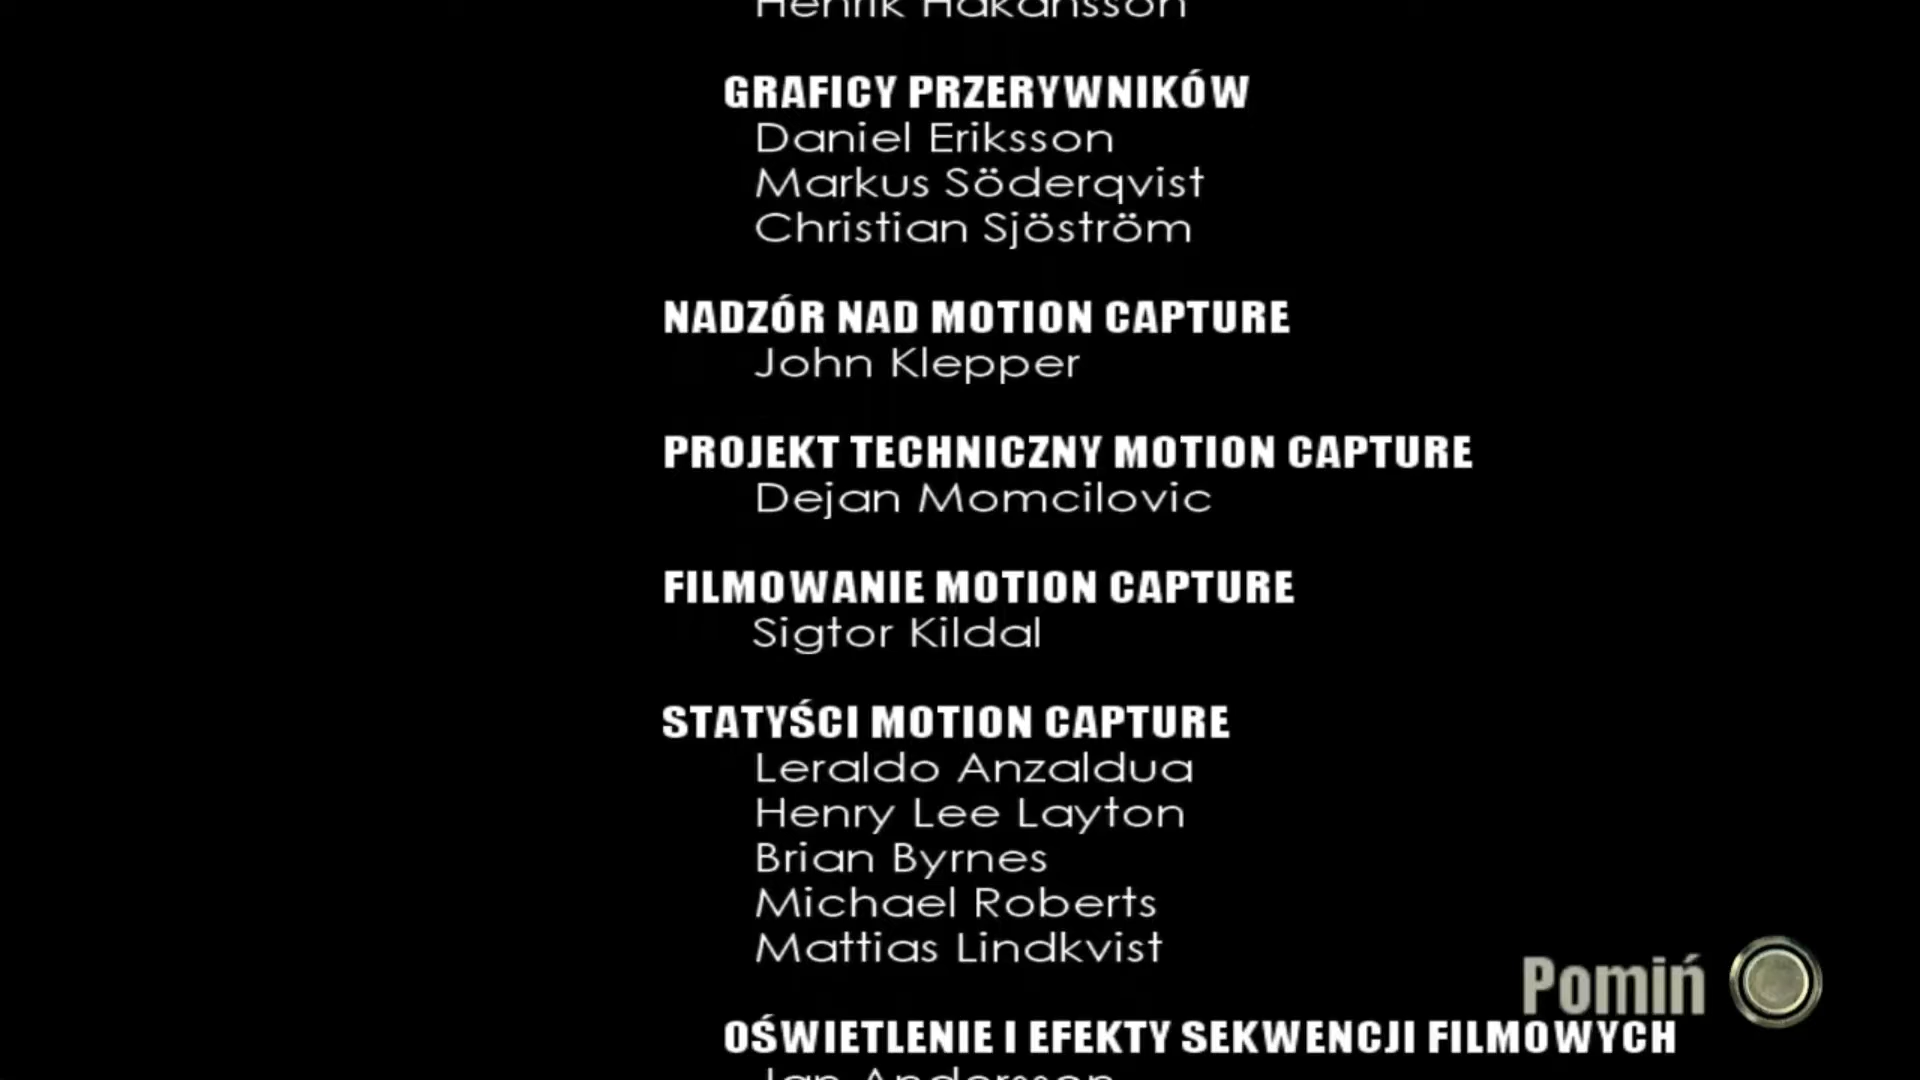 Henrik Håkansson
GRAFICY PRZERYWNIKÓW
Daniel Eriksson
Markus Söderqvist
Christian Sjöström
NADZÓR NAD MOTION CAPTURE
John Klepper
PROJEKT TECHNICZNY MOTION CAPTURE
Dejan Momcilovic
FILMOWANIE MOTION CAPTURE
Sigtor Kildal
STATYŚCI MOTION CAPTURE
Leraldo Anzaldua
Henry Lee Layton
Brian Byrnes
Michael Roberts
Mattias Lindkvist
Pomiń
OŚWIETLENIE I EFEKTY SEKWENCJI FILMOWYCH